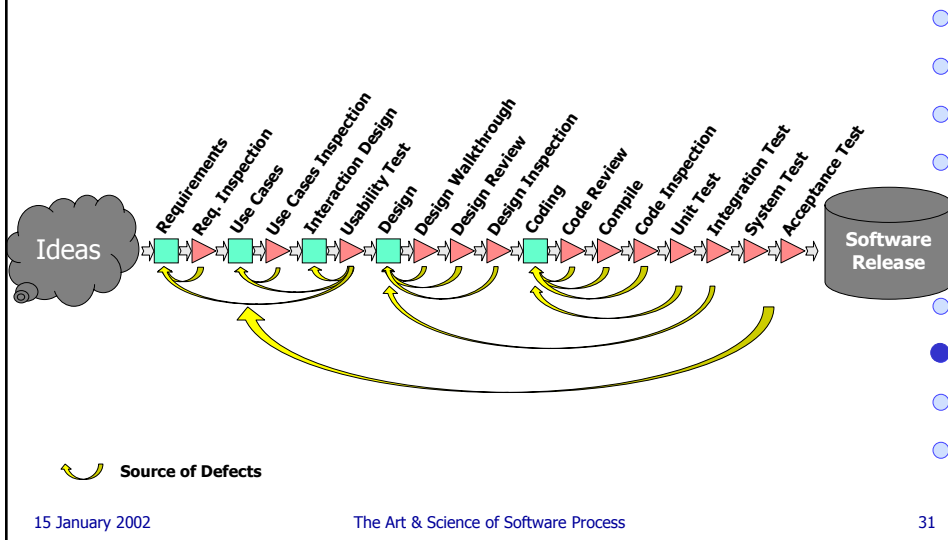 Ideas
Requirements
Req. Inspection
Use Cases
Use Cases Inspection
Interaction Design
Usability Test
Design
Design Walkthrough
Design Review
Design Inspection
Coding
Code Review
Compile
Code Inspection
Unit Test
Integration Test
System Test
Acceptance Test
Software
Release
Source of Defects
15 January 2002
The Art & Science of Software Process
31